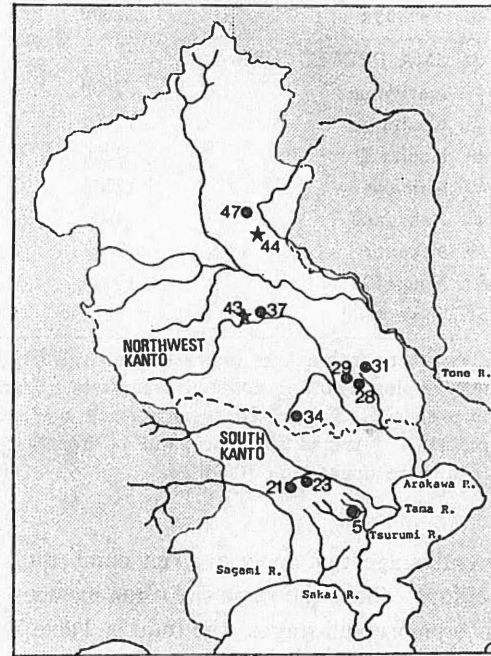 47
44
43
37
NORTHWEST
KANTO
29
31
28
Tone R.
34
SOUTH
KANTO
21
23
Arakawa R.
5
Tama R.
Tsurumi R.
Sagami R.
Sakai R.